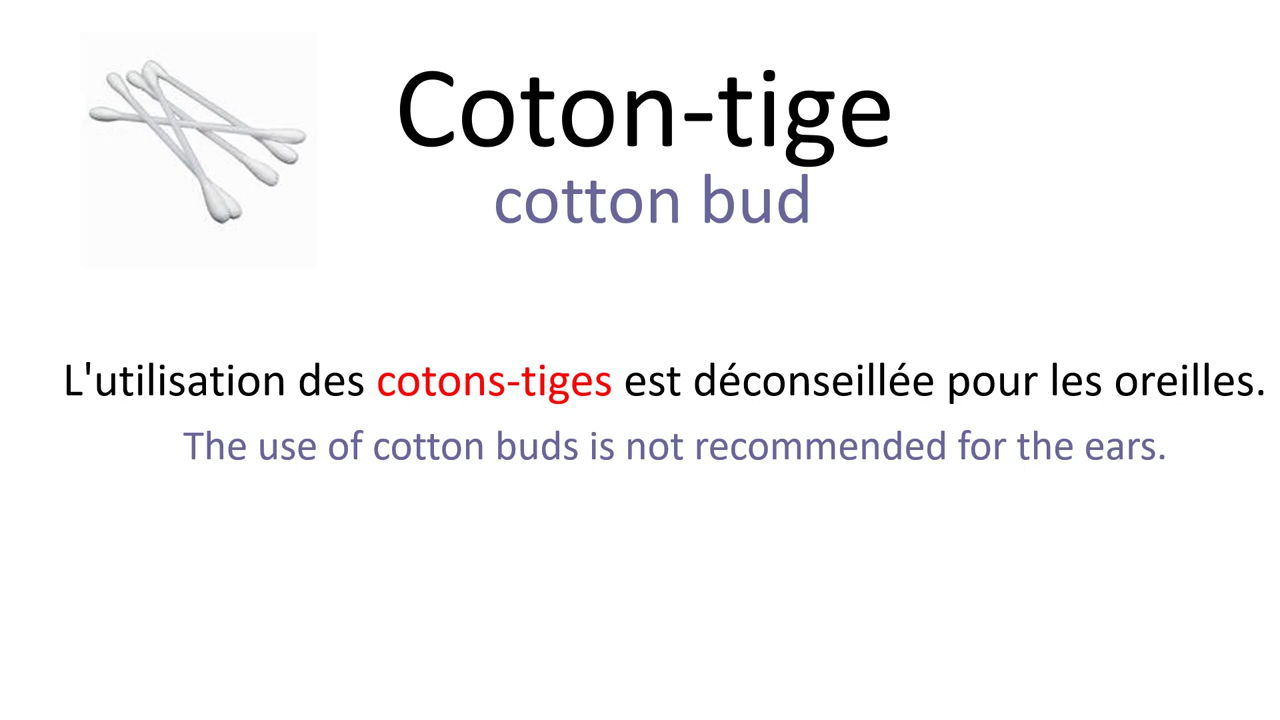 Coton-tige
cotton bud
L'utilisation des cotons-tiges est déconseillée pour les oreilles.
The use of cotton buds is not recommended for the ears.